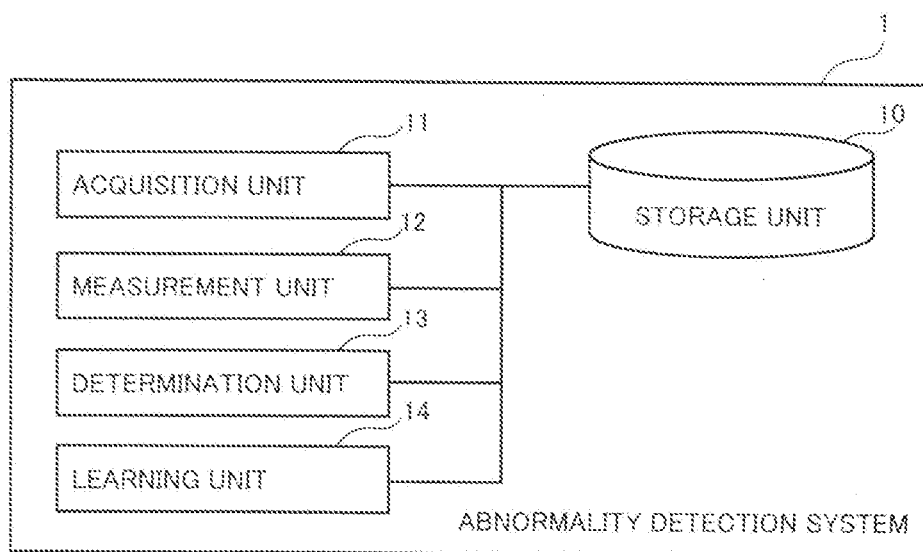 1
11
10
ACQUISITION UNIT
STORAGE UNIT
12
MEASUREMENT UNIT
13
DETERMINATION UNIT
14
LEARNING UNIT
ABNORMALITY DETECTION SYSTEM